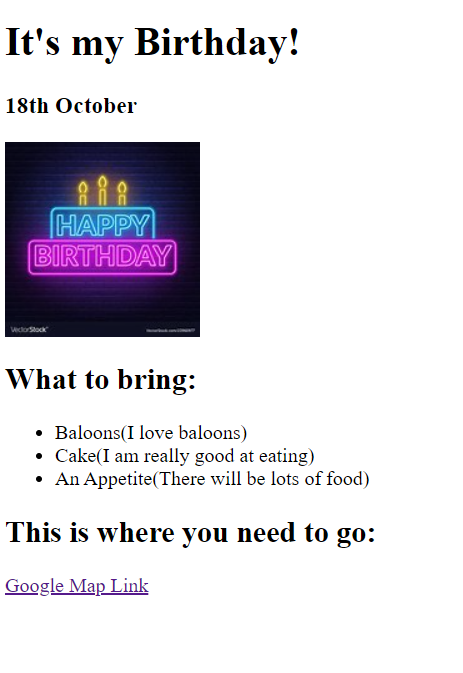 It's my Birthday!
18th October
HAPPY
BIRTHDAY
VectorStock®
What to bring:
Baloons(I love baloons)
Cake(I am really good at eating)
An Appetite(There will be lots of food)
This is where you need to go:
Google Map Link